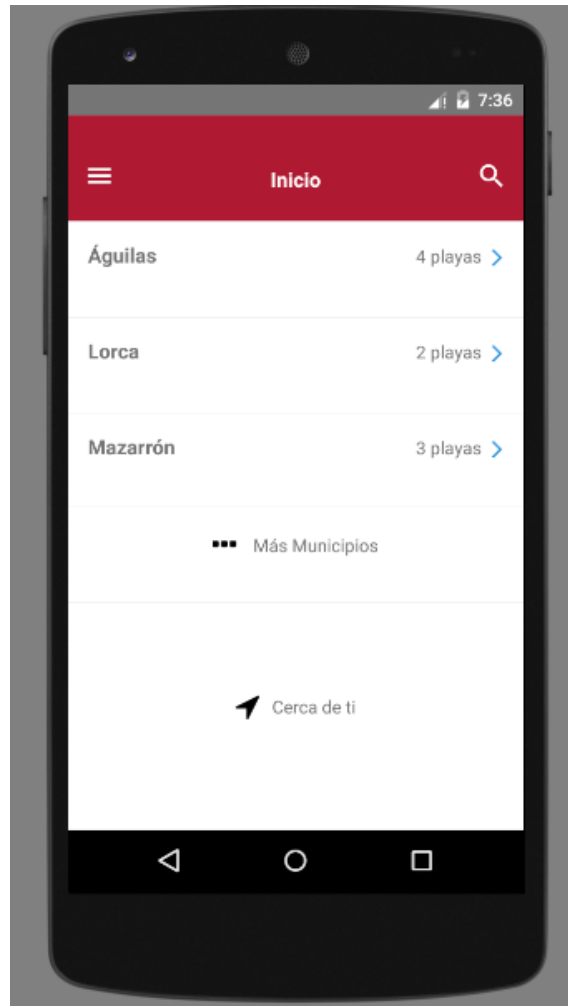 7:36
Inicio
Águilas 4 playas
Lorca 2 playas
Mazarrón 3 playas
Más Municipios
Cerca de ti